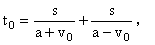 t₀ = s/(a + v₀) + s/(a − v₀) ,